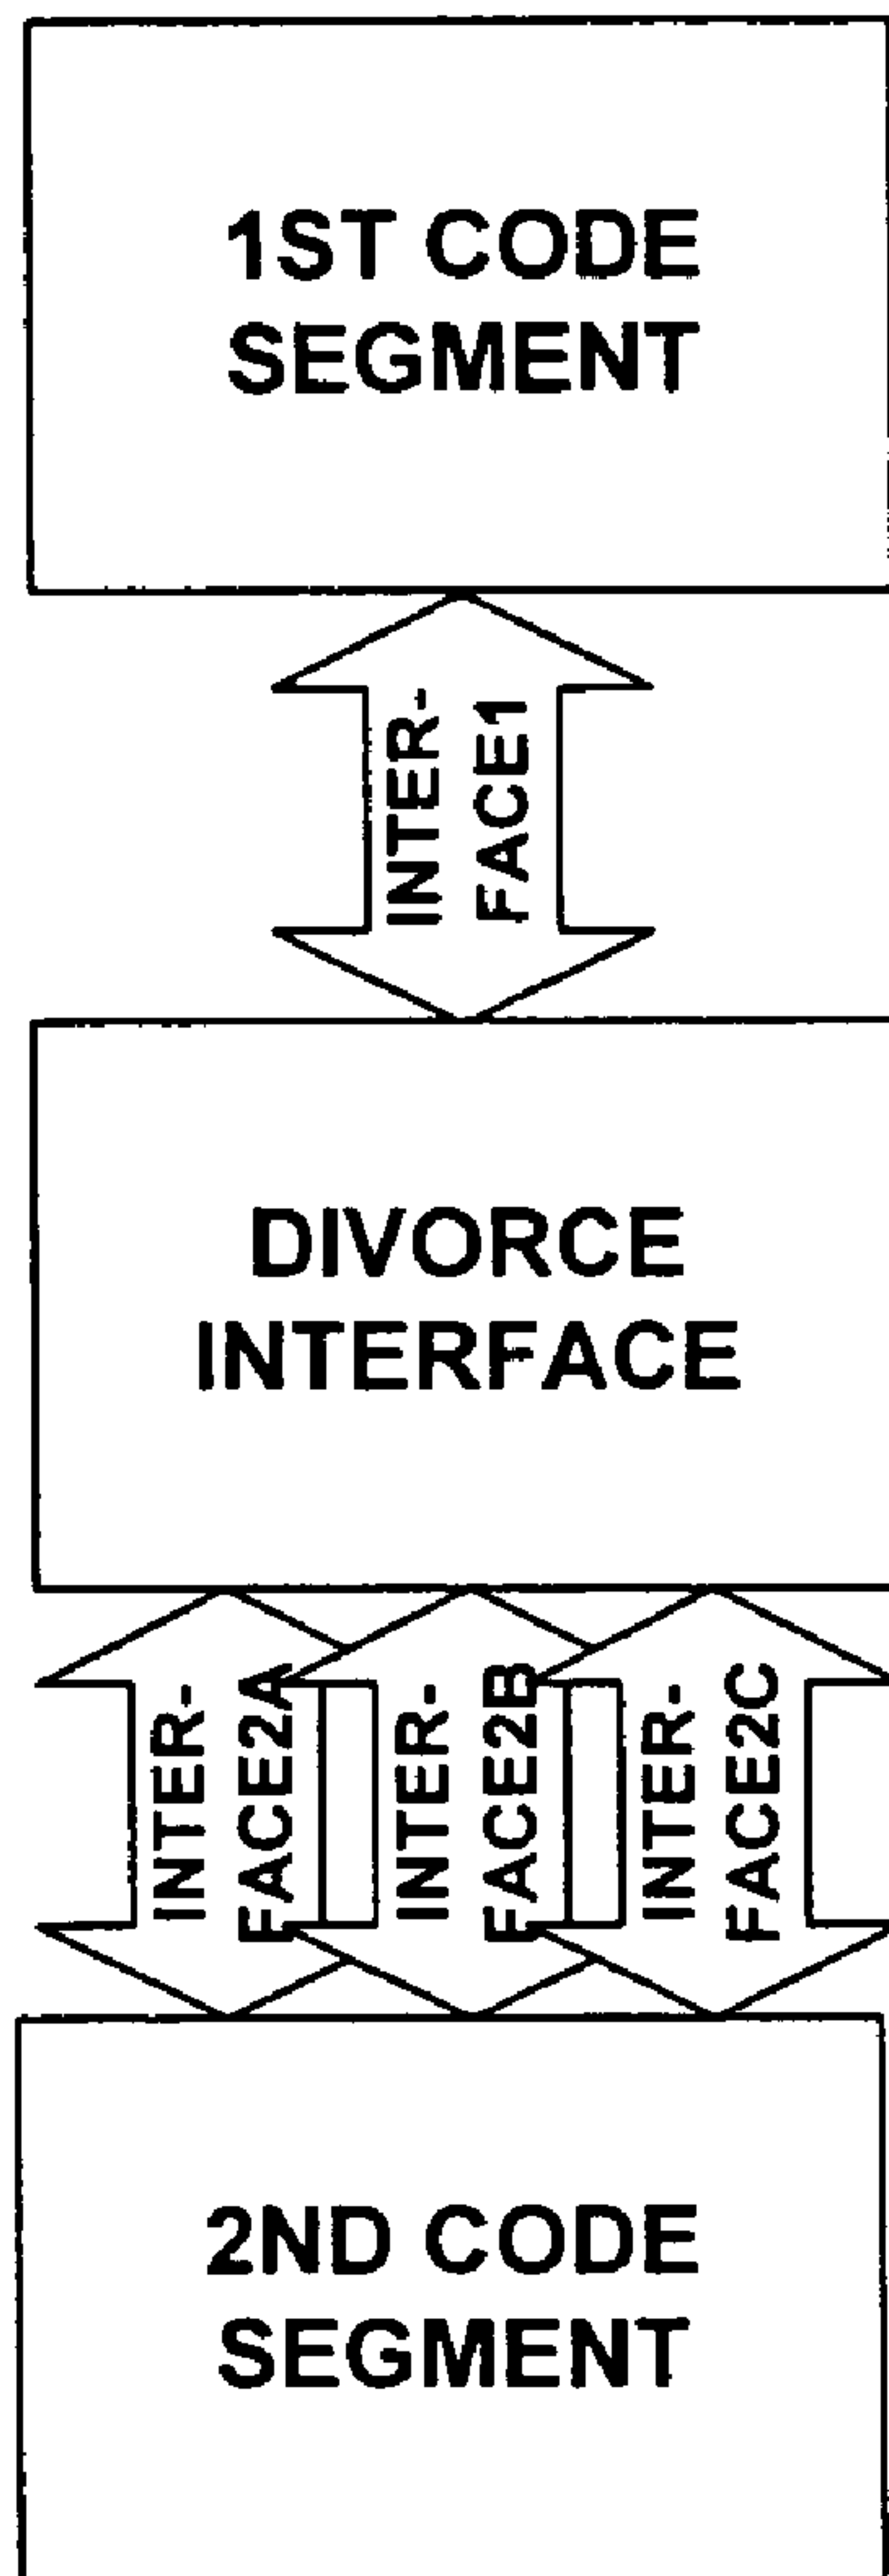 1ST CODE
SEGMENT
INTER-
FACE1
DIVORCE
INTERFACE
INTER-
FACE2A
INTER-
FACE2B
INTER-
FACE2C
2ND CODE
SEGMENT